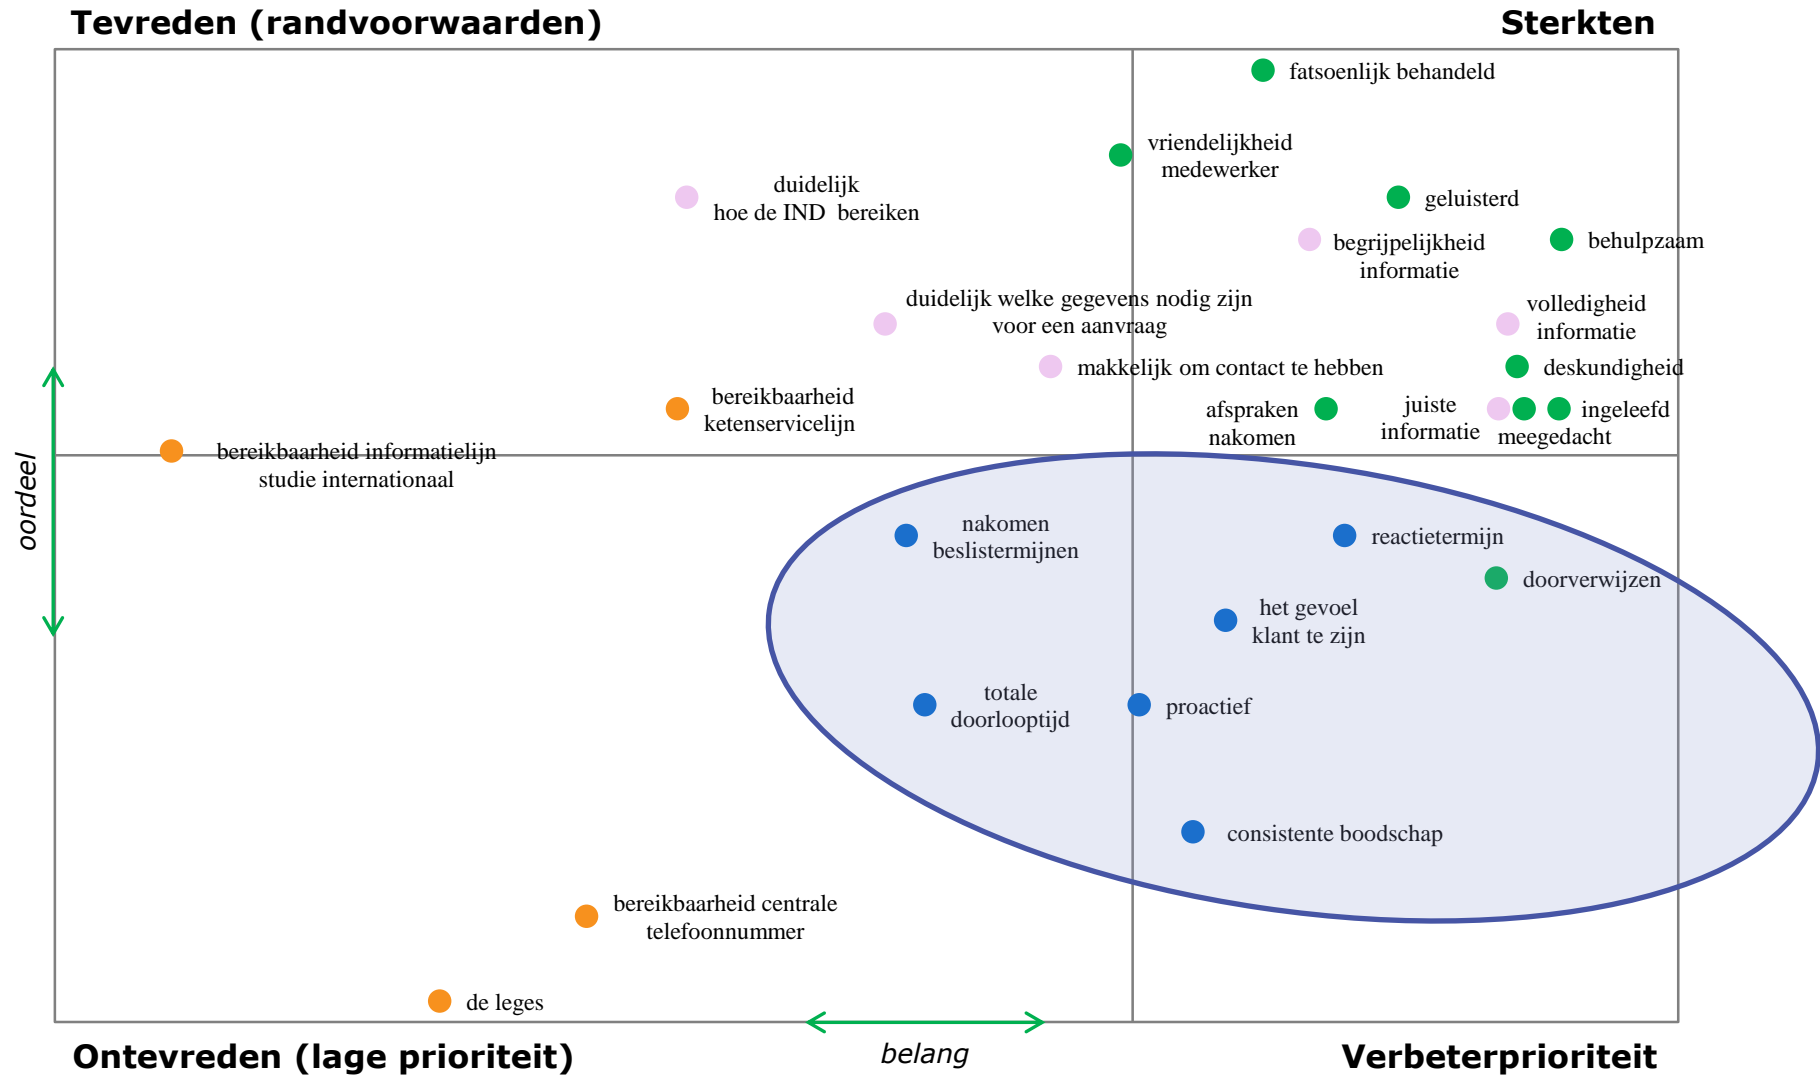 Tevreden (randvoorwaarden)
Sterkten
fatsoenlijk behandeld
vriendelijkheid
medewerker
duidelijk
hoe de IND  bereiken
geluisterd
begrijpelijkheid
informatie
behulpzaam
duidelijk welke gegevens nodig zijn
voor een aanvraag
volledigheid
informatie
makkelijk om contact te hebben
deskundigheid
bereikbaarheid
ketenservicelijn
afspraken
nakomen
juiste
informatie
ingeleefd
meegedacht
bereikbaarheid informatielijn
studie internationaal
oordeel
nakomen
beslistermijnen
reactietermijn
doorverwijzen
het gevoel
klant te zijn
totale
doorlooptijd
proactief
consistente boodschap
bereikbaarheid centrale
telefoonnummer
de leges
Ontevreden (lage prioriteit)
belang
Verbeterprioriteit